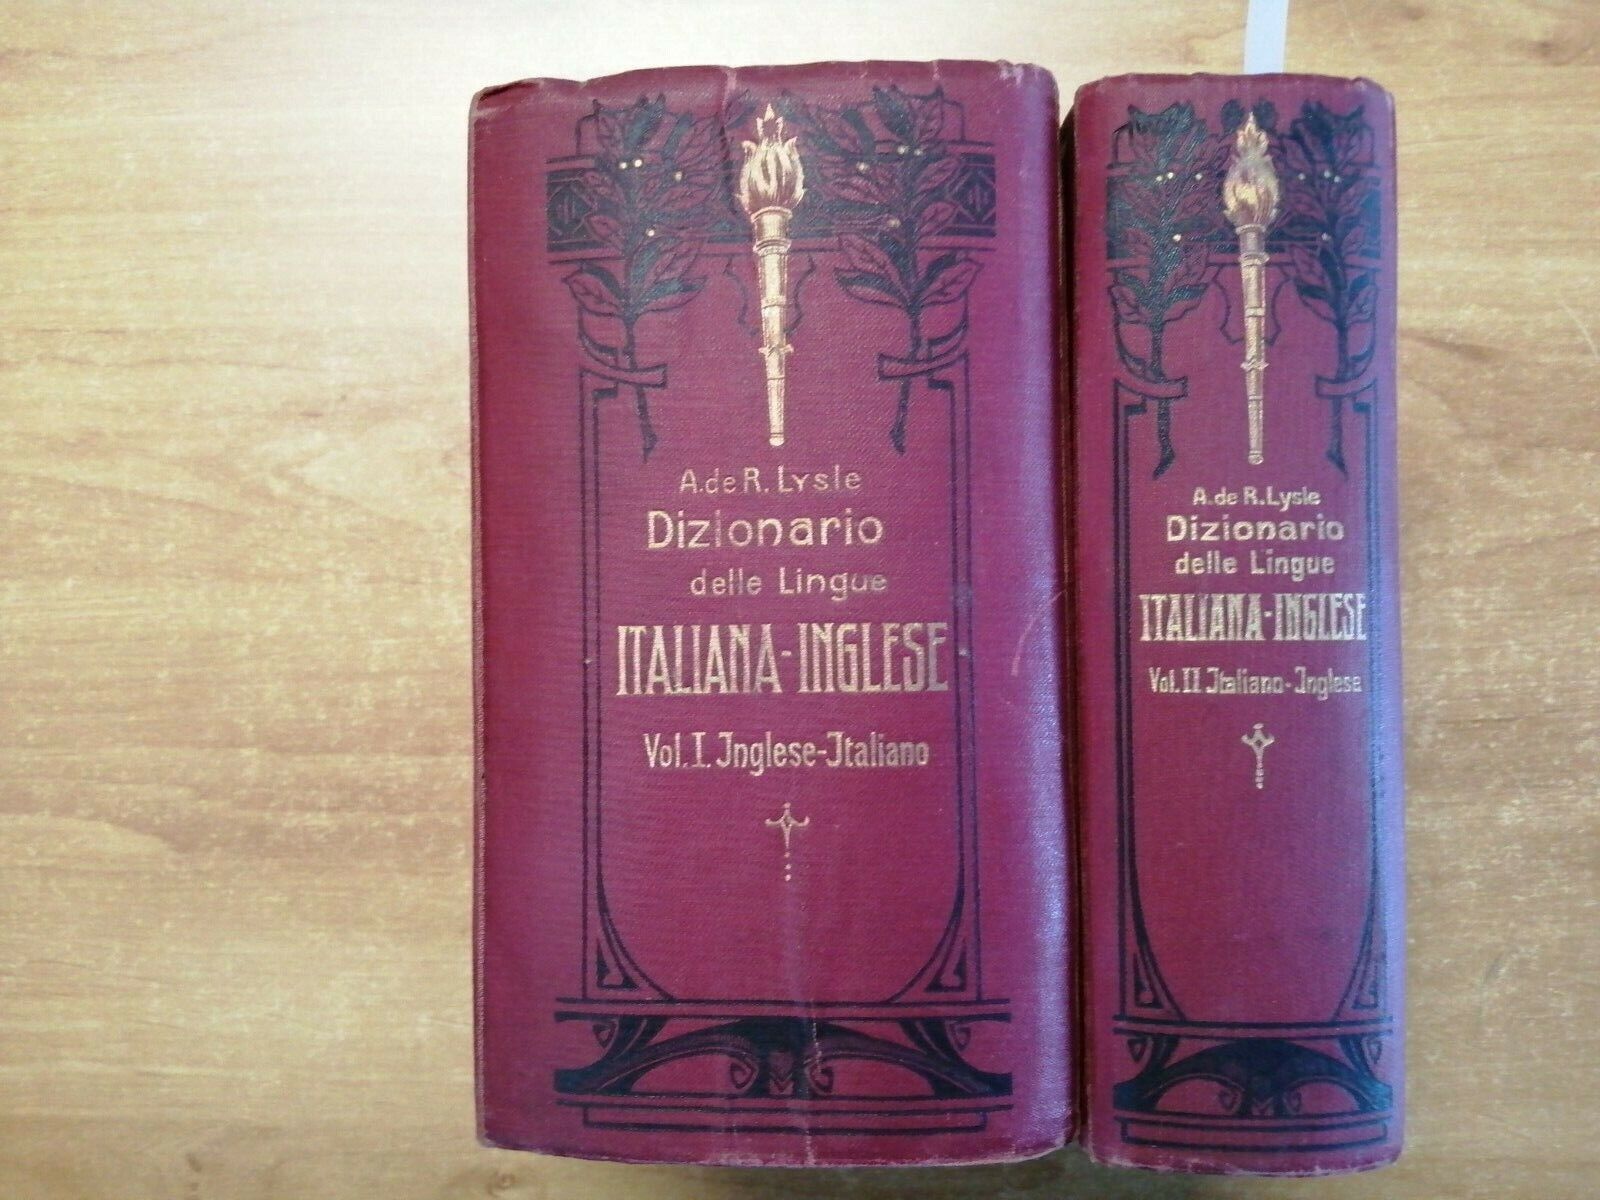 A. de R. Lysle
Dizionario
delle Lingue
ITALIANA-INGLESE
Vol. I. Inglese-Italiano
A. de R. Lysle
Dizionario
delle Lingue
ITALIANA-INGLESE
Vol. II Italiano-Inglese